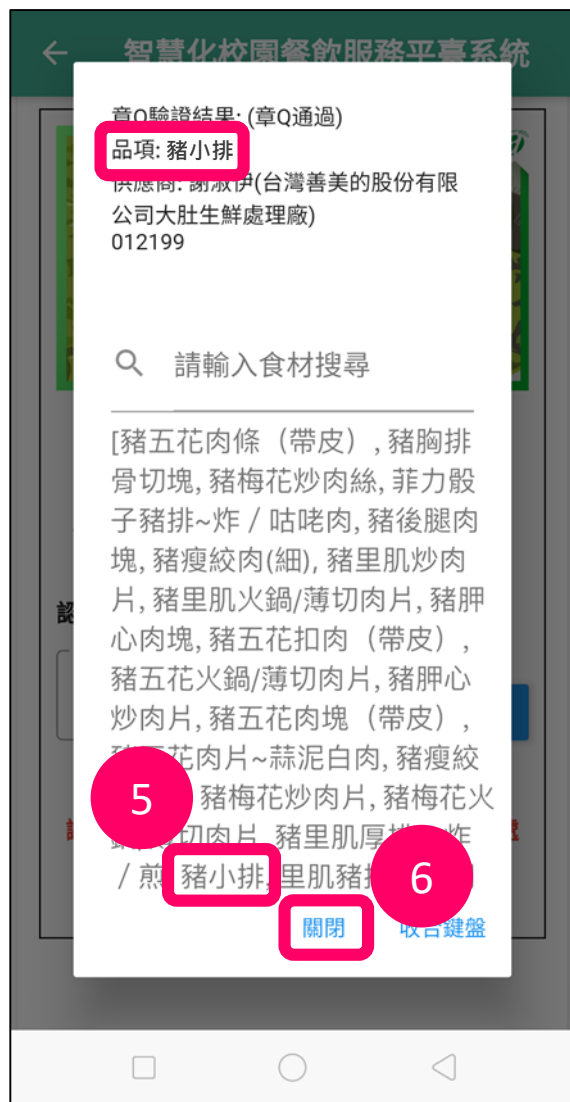 智慧化校園餐飲服務平臺系統
章Q驗證結果: (章Q通過)
品項: 豬小排
供應商: 謝淑伊(台灣善美的股份有限
公司大肚生鮮處理廠)
012199
請輸入食材搜尋
[豬五花肉條（帶皮）, 豬胸排
骨切塊, 豬梅花炒肉絲, 菲力骰
子豬排~炸 / 咕咾肉, 豬後腿肉
塊, 豬瘦絞肉(細), 豬里肌炒肉
片, 豬里肌火鍋/薄切肉片, 豬胛
心肉塊, 豬五花扣肉（帶皮）,
豬五花火鍋/薄切肉片, 豬胛心
炒肉片, 豬五花肉塊（帶皮）,
花肉片~蒜泥白肉, 豬瘦絞
5
豬梅花炒肉片, 豬梅花火
切肉片, 豬里肌厚
/ 煎, 豬小排, 里肌豬
6
關閉
收合鍵盤
認